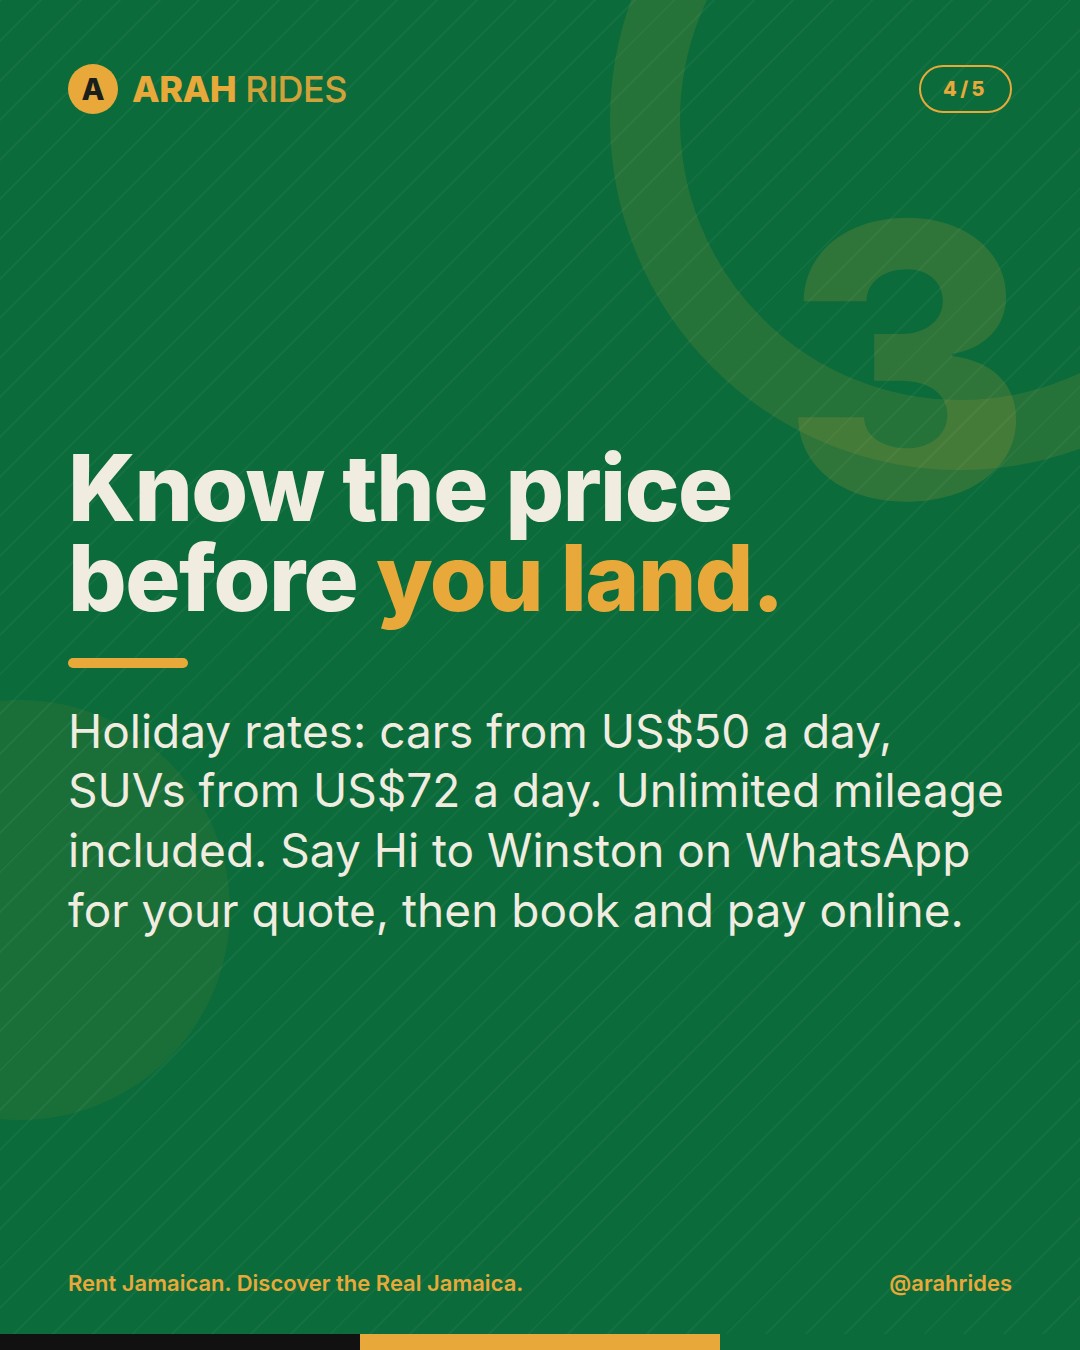 A ARAH RIDES
4/5
3
Know the price
before you land.
Holiday rates: cars from US$50 a day,
SUVs from US$72 a day. Unlimited mileage
included. Say Hi to Winston on WhatsApp
for your quote, then book and pay online.
Rent Jamaican. Discover the Real Jamaica.
@arahrides